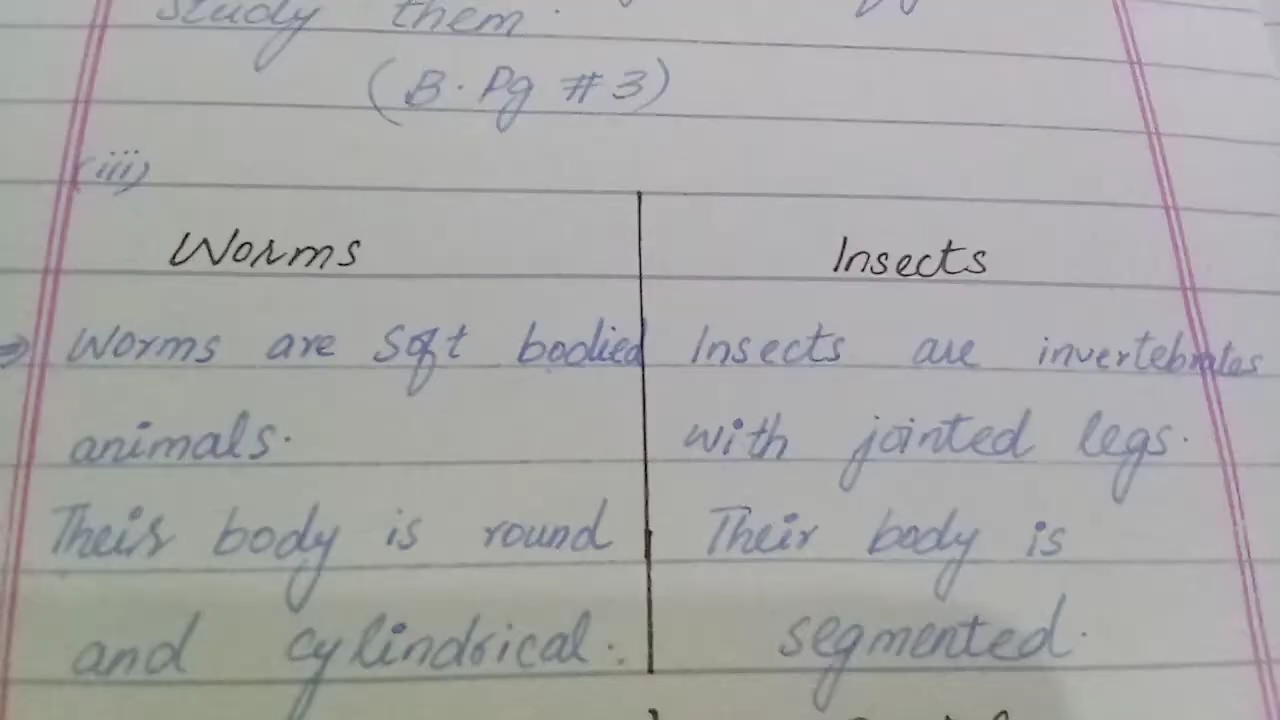 study them.
(B. Pg # 3)
(iii)
Worms Insects
⇒ Worms are soft bodied Insects are invertebrates
animals. with jointed legs.
Their body is round Their body is
and cylindrical. segmented.